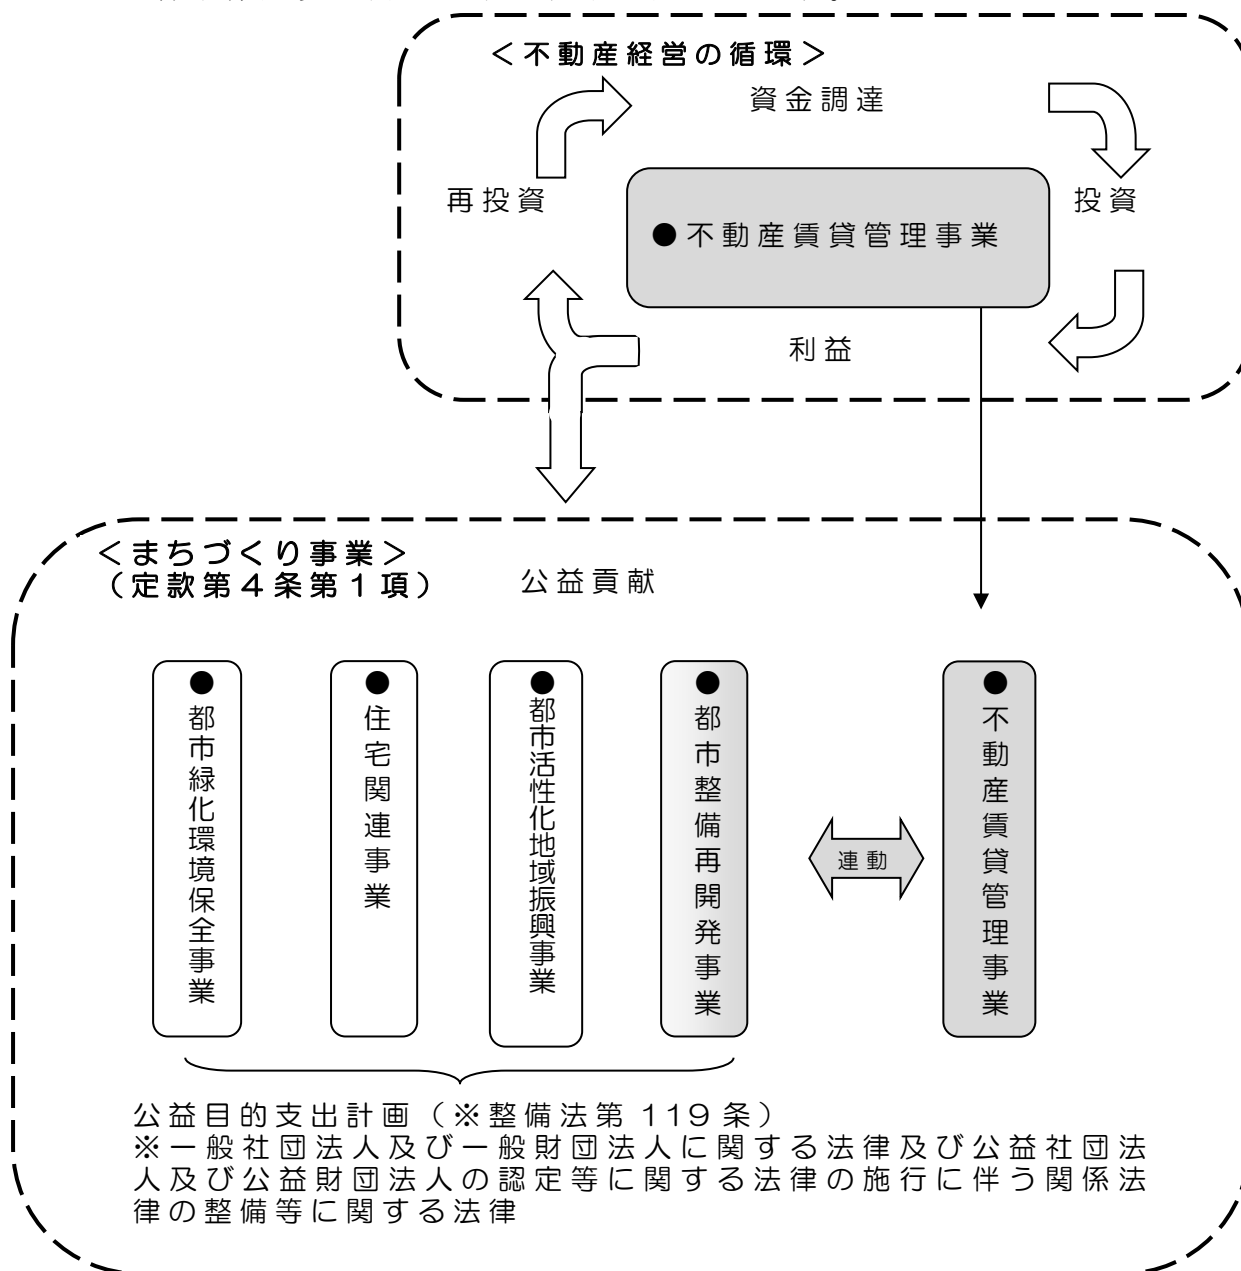 ＜不動産経営の循環＞
資金調達
再投資
投資
●不動産賃貸管理事業
利益
＜まちづくり事業＞
（定款第４条第１項）
公益貢献
●都市緑化環境保全事業
●住宅関連事業
●都市活性化地域振興事業
●都市整備再開発事業
連動
●不動産賃貸管理事業
公益目的支出計画（※整備法第 119 条）
※一般社団法人及び一般財団法人に関する法律及び公益社団法
人及び公益財団法人の認定等に関する法律の施行に伴う関係法
律の整備等に関する法律